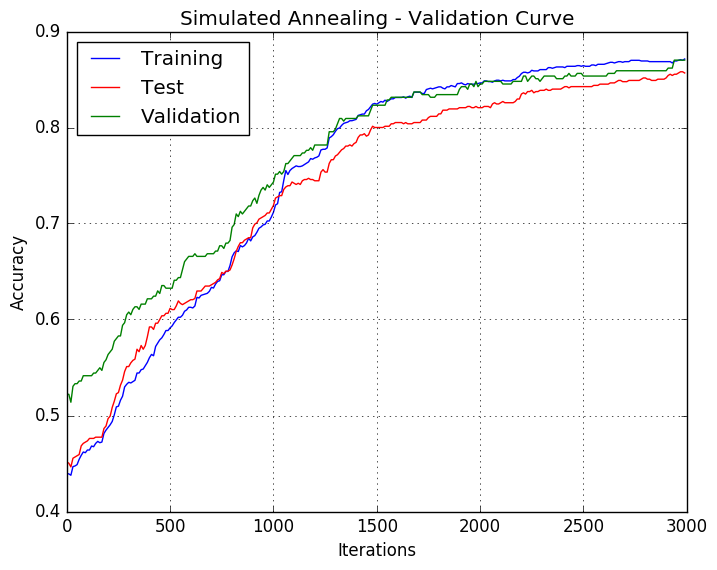 Simulated Annealing - Validation Curve
0.9
Training
Test
Validation
0.8
0.7
Accuracy
0.6
0.5
0.4
0 500 1000 1500 2000 2500 3000
Iterations